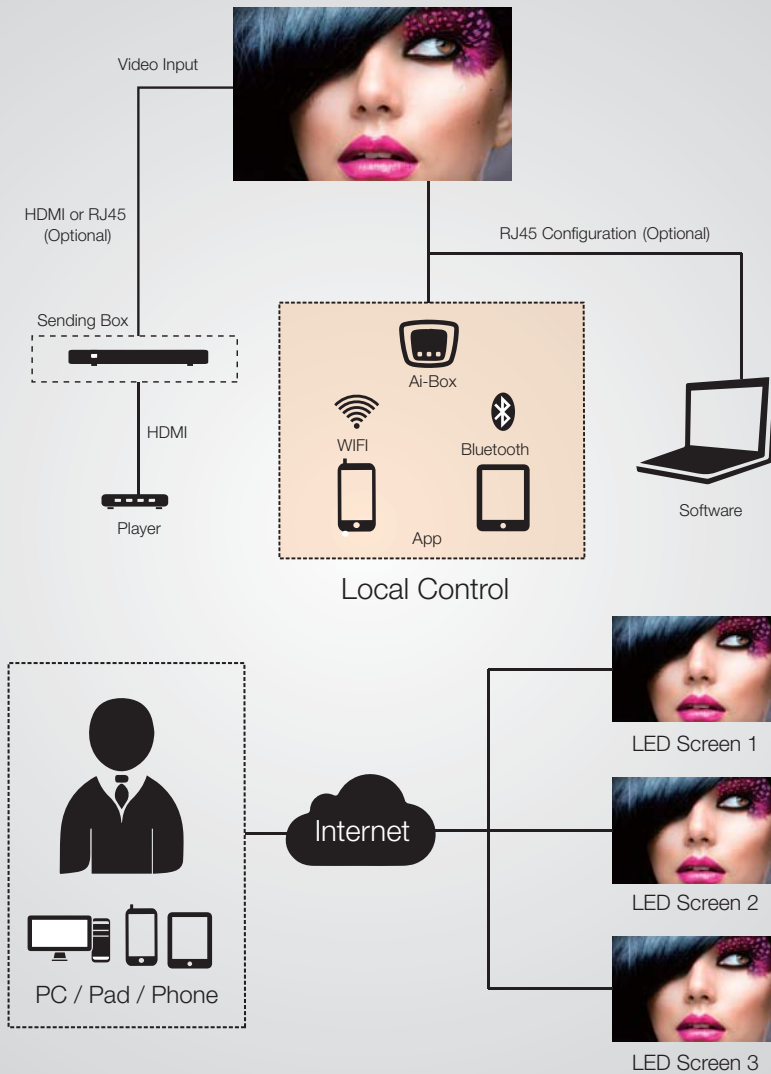 Video Input
HDMI or RJ45
(Optional)
RJ45 Configuration (Optional)
Sending Box
Ai-Box
HDMI
WIFI
Bluetooth
Player
App
Software
Local Control
LED Screen 1
Internet
LED Screen 2
PC / Pad / Phone
LED Screen 3